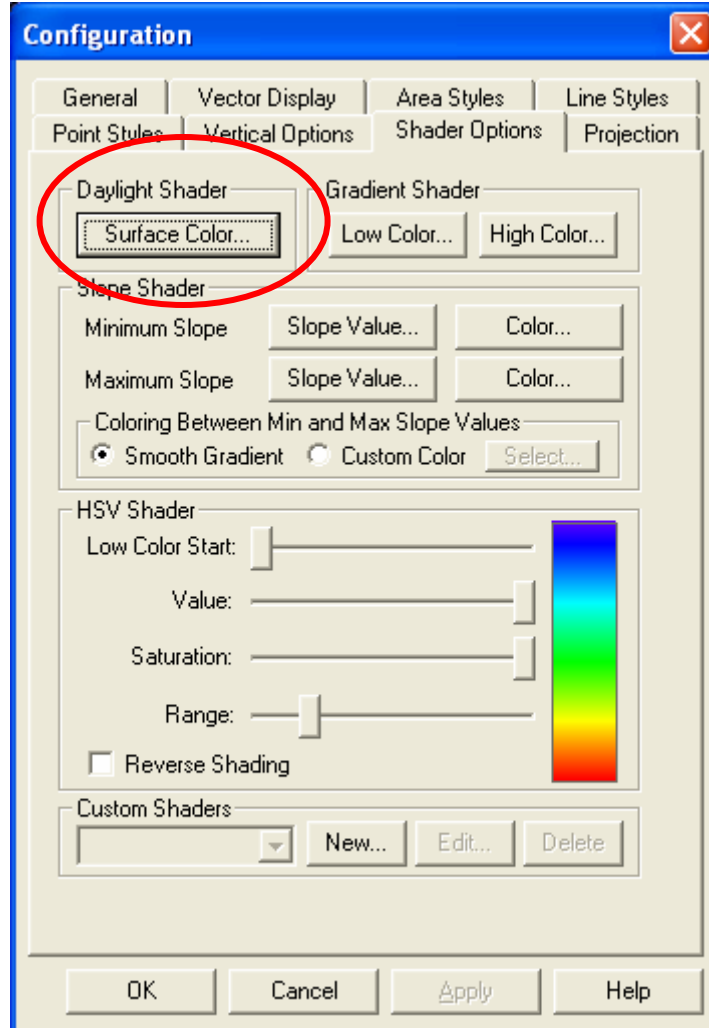 Configuration
General Vector Display Area Styles Line Styles
Point Styles Vertical Options Shader Options Projection
Daylight Shader Gradient Shader
Surface Color... Low Color... High Color...
Slope Shader
Minimum Slope Slope Value... Color...
Maximum Slope Slope Value... Color...
Coloring Between Min and Max Slope Values
Smooth Gradient Custom Color Select...
HSV Shader
Low Color Start:
Value:
Saturation:
Range:
Reverse Shading
Custom Shaders
New... Edit... Delete
OK Cancel Apply Help